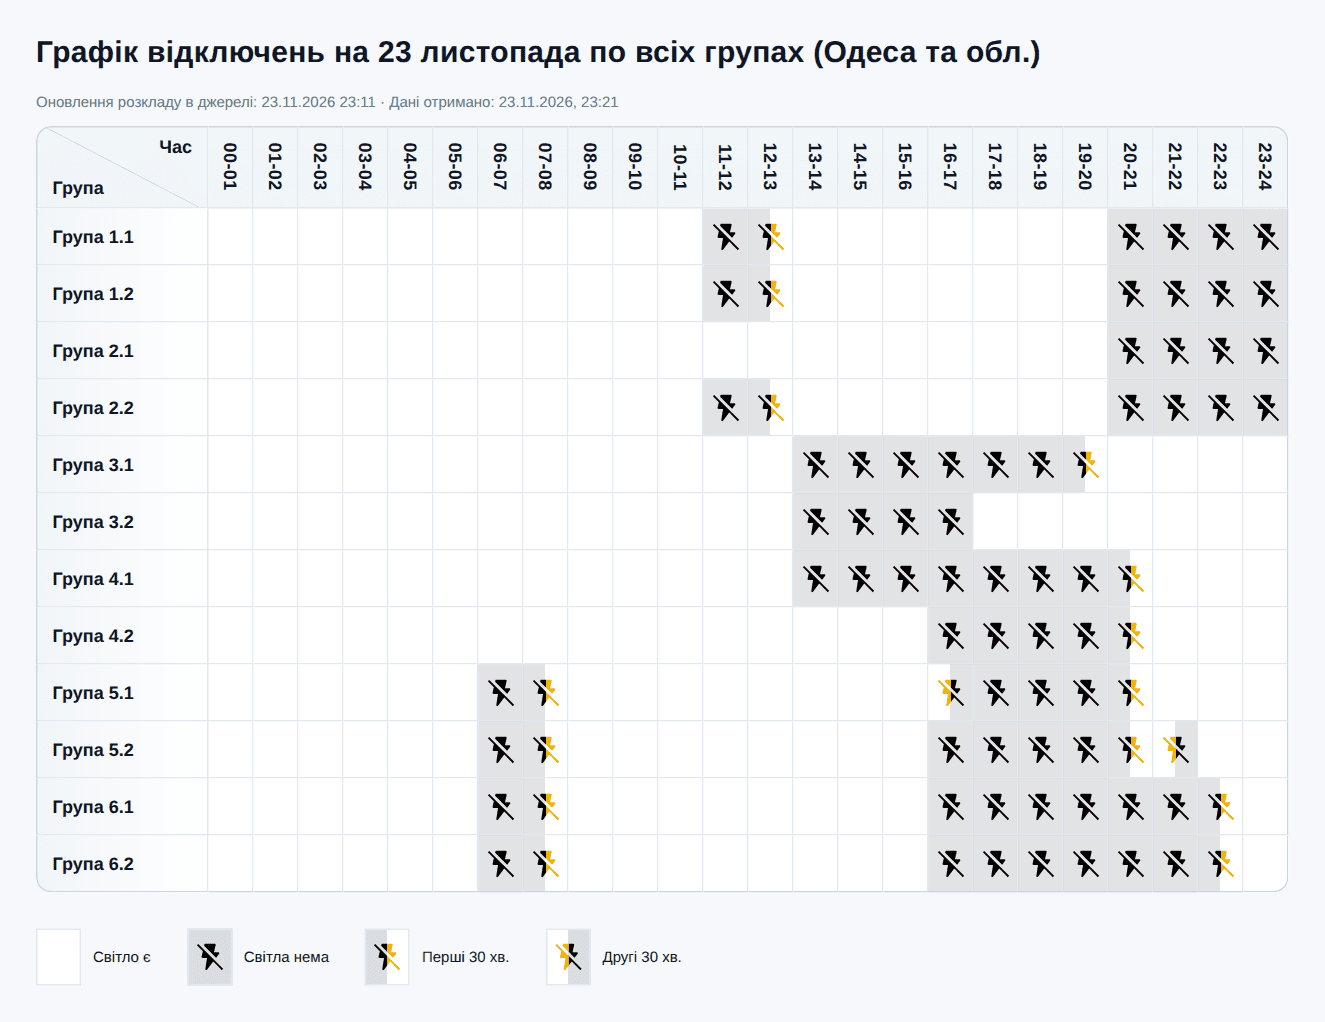 Графік відключень на 23 листопада по всіх групах (Одеса та обл.)
Оновлення розкладу в джерелі: 23.11.2026 23:11 · Дані отримано: 23.11.2026, 23:21
Час
Група
00-01 01-02 02-03 03-04 04-05 05-06 06-07 07-08 08-09 09-10 10-11 11-12 12-13 13-14 14-15 15-16 16-17 17-18 18-19 19-20 20-21 21-22 22-23 23-24
Група 1.1
Група 1.2
Група 2.1
Група 2.2
Група 3.1
Група 3.2
Група 4.1
Група 4.2
Група 5.1
Група 5.2
Група 6.1
Група 6.2
Світло є Світла нема Перші 30 хв. Другі 30 хв.